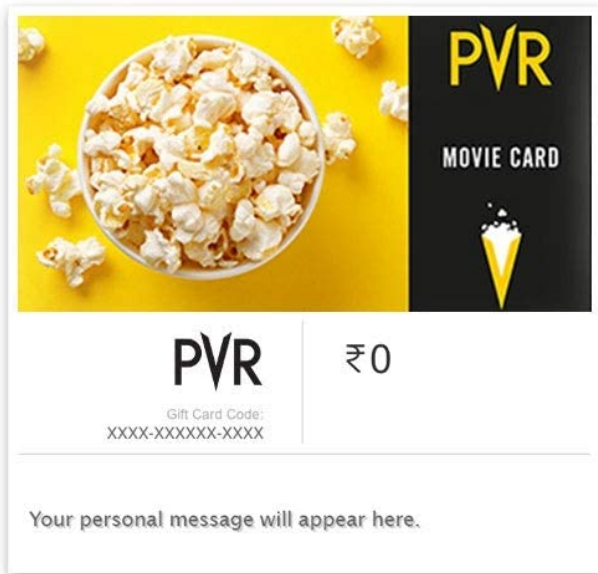 PVR
MOVIE CARD
PVR
₹0
Gift Card Code:
XXXX-XXXXXX-XXXX
Your personal message will appear here.